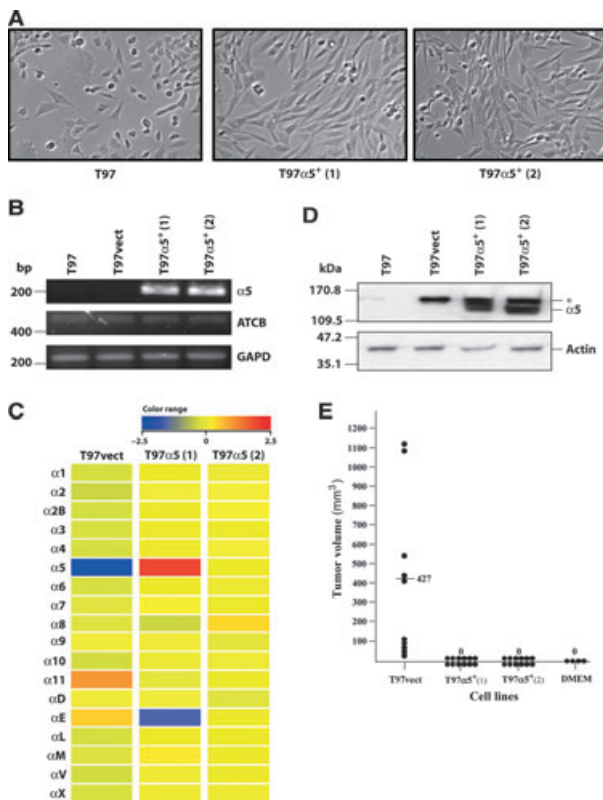 A
T97
T97α5⁺ (1)
T97α5⁺ (2)
B
T97
T97vect
T97α5⁺ (1)
T97α5⁺ (2)
bp
200
α5
400
ATCB
200
GAPD
D
T97
T97vect
T97α5⁺ (1)
T97α5⁺ (2)
kDa
170.8
*
α5
109.5
47.2
Actin
35.1
C
Color range
−2.5 0 2.5
T97vect T97α5 (1) T97α5 (2)
α1
α2
α2B
α3
α4
α5
α6
α7
α8
α9
α10
α11
αD
αE
αL
αM
αV
αX
E
Tumor volume (mm³)
1200
1100
1000
900
800
700
600
500
400
300
200
100
427
0 0 0
T97vect T97α5⁺(1) T97α5⁺(2) DMEM
Cell lines